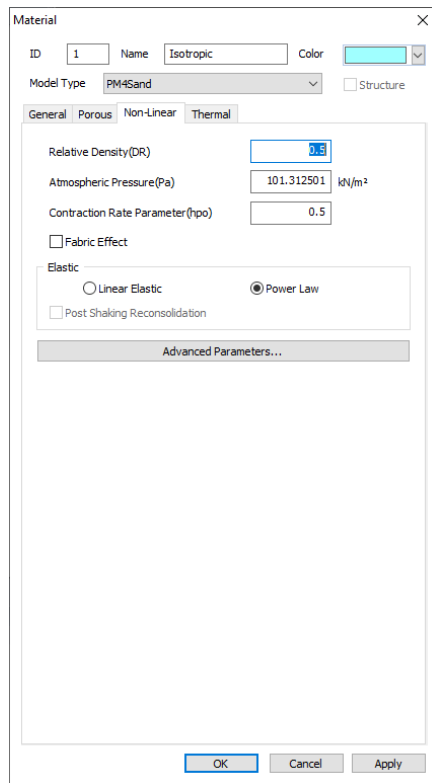 Material
ID 1 Name Isotropic Color
Model Type PM4Sand Structure
General Porous Non-Linear Thermal
Relative Density(DR) 0.5
Atmospheric Pressure(Pa) 101.312501 kN/m²
Contraction Rate Parameter(hpo) 0.5
Fabric Effect
Elastic
Linear Elastic Power Law
Post Shaking Reconsolidation
Advanced Parameters...
OK Cancel Apply